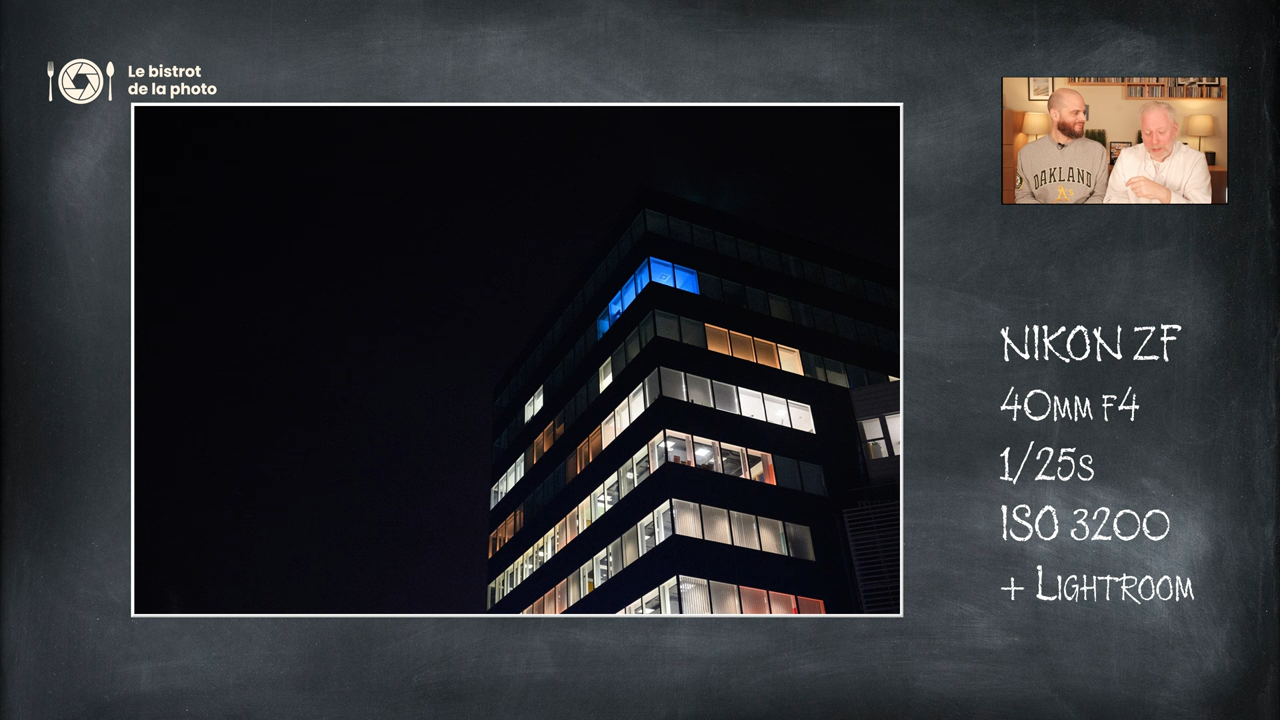 Le bistrot
de la photo
OAKLAND
A's
NIKON ZF
40MM F4
1/25S
ISO 3200
+ LIGHTROOM